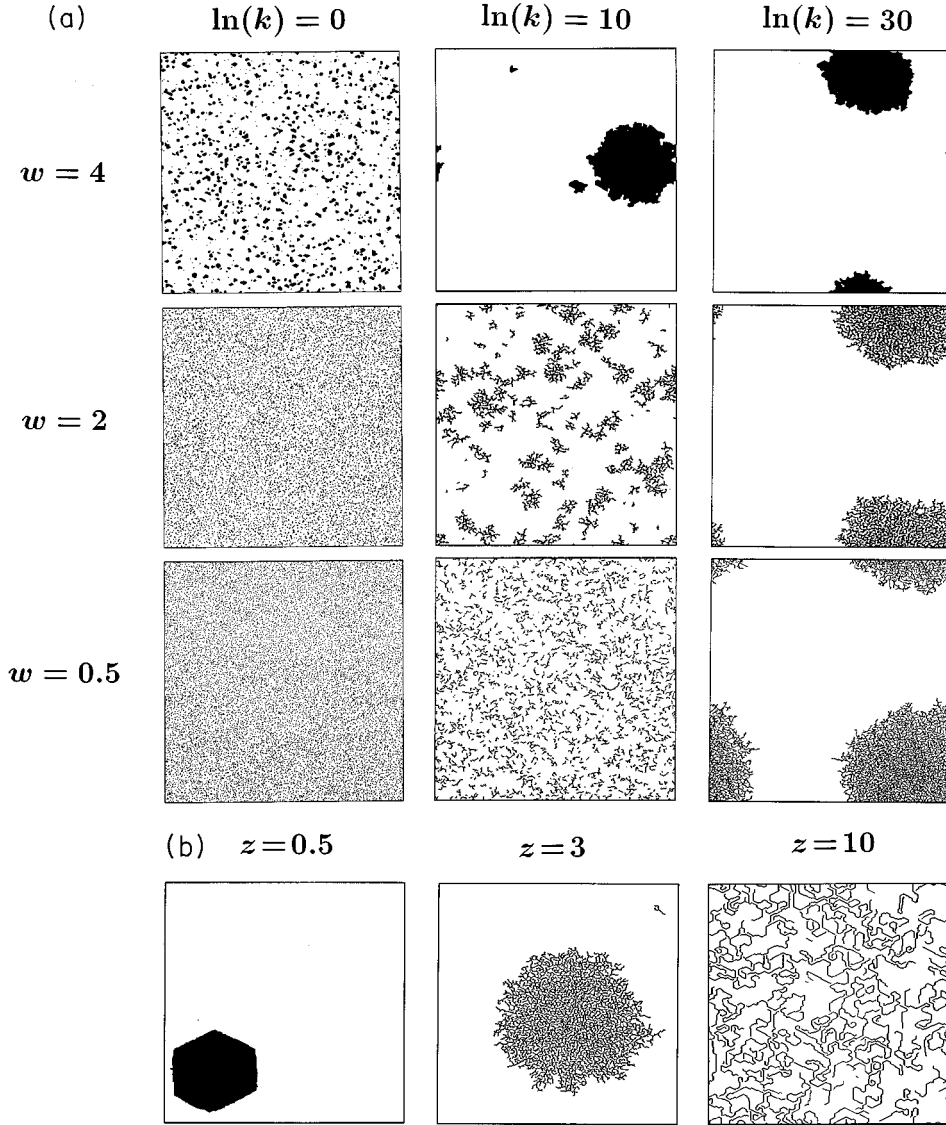 (a) ln(k) = 0 ln(k) = 10 ln(k) = 30
w = 4
w = 2
w = 0.5
(b) z = 0.5 z = 3 z = 10